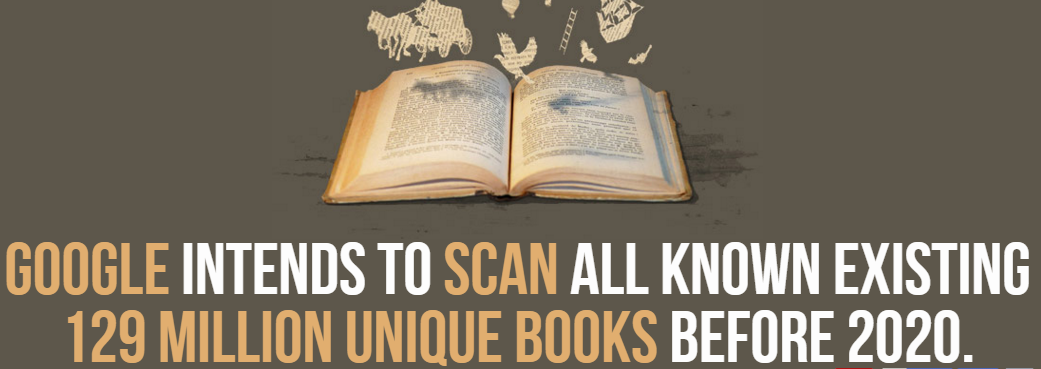 GOOGLE INTENDS TO SCAN ALL KNOWN EXISTING
129 MILLION UNIQUE BOOKS BEFORE 2020.